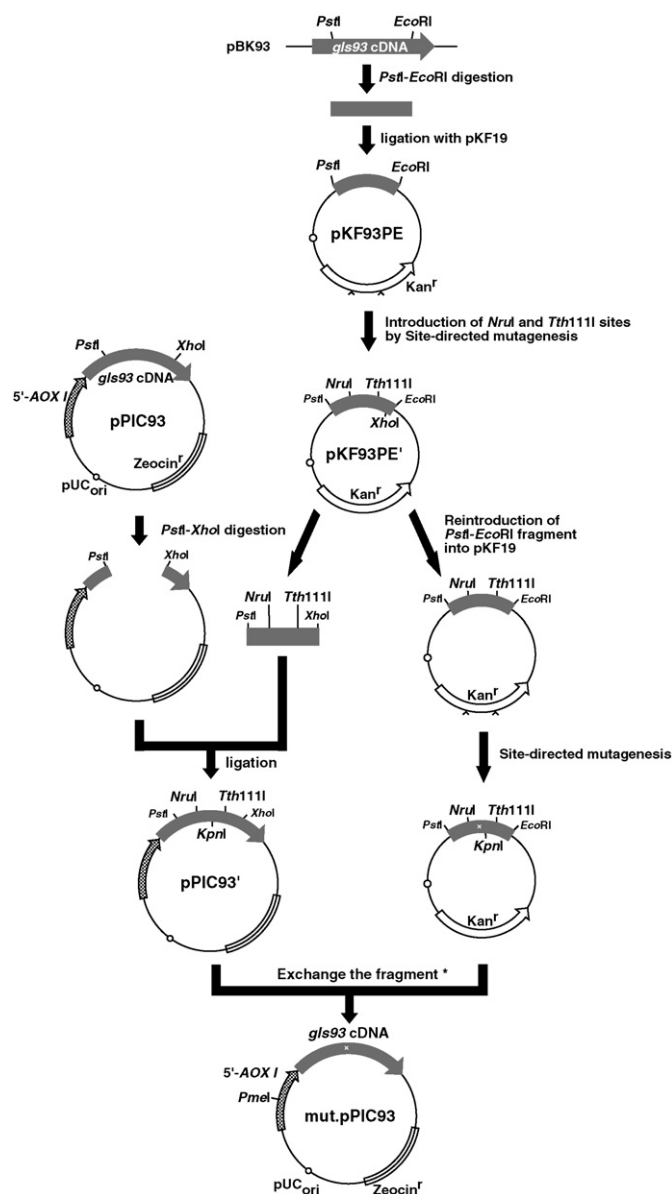 PstI EcoRI
pBK93 gls93 cDNA
PstI-EcoRI digestion
ligation with pKF19
PstI EcoRI
pKF93PE
Kanr
Introduction of NruI and Tth111I sites
by Site-directed mutagenesis
PstI XhoI
gls93 cDNA
5'-AOX I
pPIC93
Zeocinr
pUCori
NruI Tth111I
PstI EcoRI
XhoI
pKF93PE'
Kanr
PstI-XhoI digestion
Reintroduction of
PstI-EcoRI fragment
into pKF19
PstI XhoI
NruI Tth111I
PstI XhoI
NruI Tth111I
PstI EcoRI
Kanr
ligation
Site-directed mutagenesis
NruI Tth111I
PstI XhoI
KpnI
pPIC93'
NruI Tth111I
PstI EcoRI
x
KpnI
Kanr
Exchange the fragment *
gls93 cDNA
x
5'-AOX I
PmeI
mut.pPIC93
pUCori Zeocinr